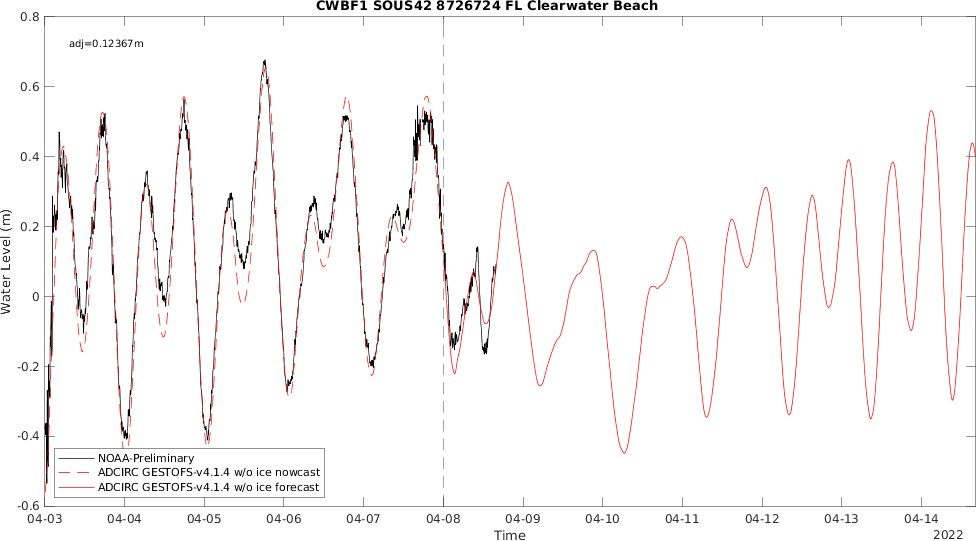 CWBF1 SOUS42 8726724 FL Clearwater Beach
adj=0.12367m
Water Level (m)
0.8
0.6
0.4
0.2
0
-0.2
-0.4
-0.6
NOAA-Preliminary
ADCIRC GESTOFS-v4.1.4 w/o ice nowcast
ADCIRC GESTOFS-v4.1.4 w/o ice forecast
04-03 04-04 04-05 04-06 04-07 04-08 04-09 04-10 04-11 04-12 04-13 04-14
Time
2022